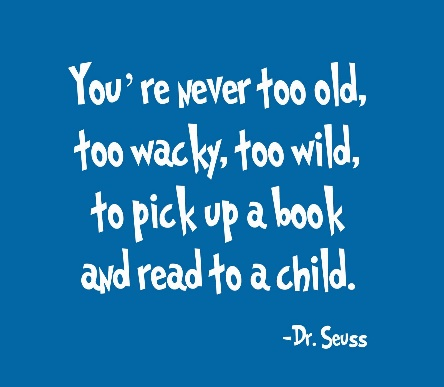 You're never too old,
too wacky, too wild,
to pick up a book
and read to a child.
-Dr. Seuss